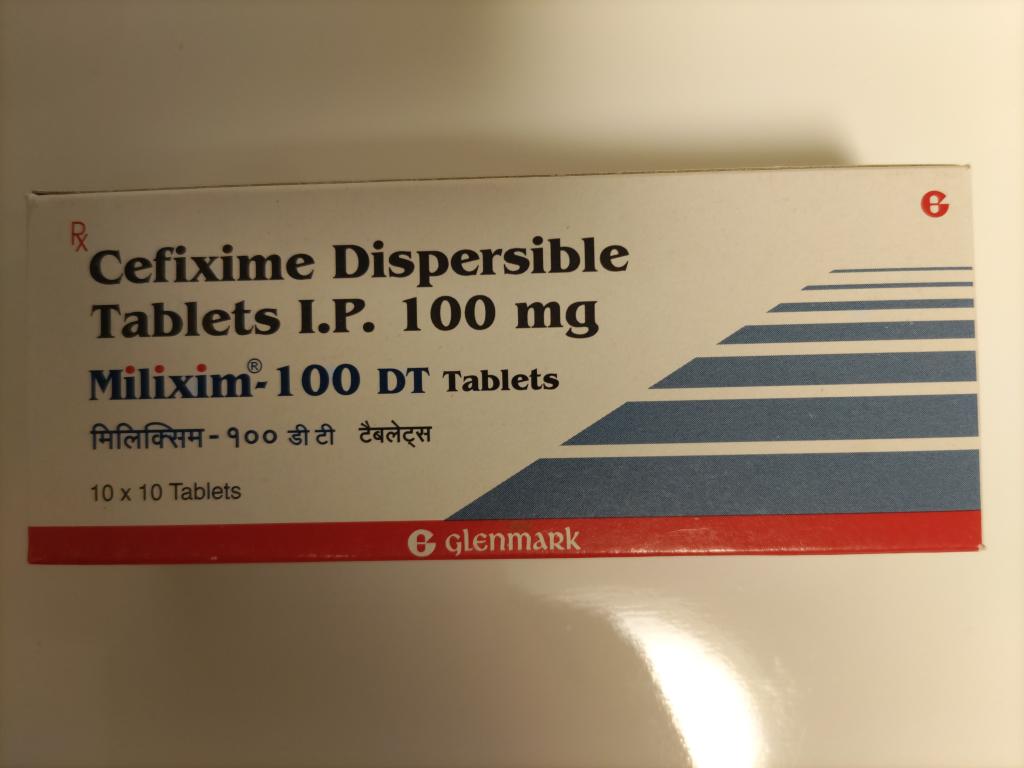 Rx
Cefixime Dispersible
Tablets I.P. 100 mg
Milixim®-100 DT Tablets
मिलिक्सिम - १०० डी टी टैबलेट्स
10 x 10 Tablets
G GLENMARK